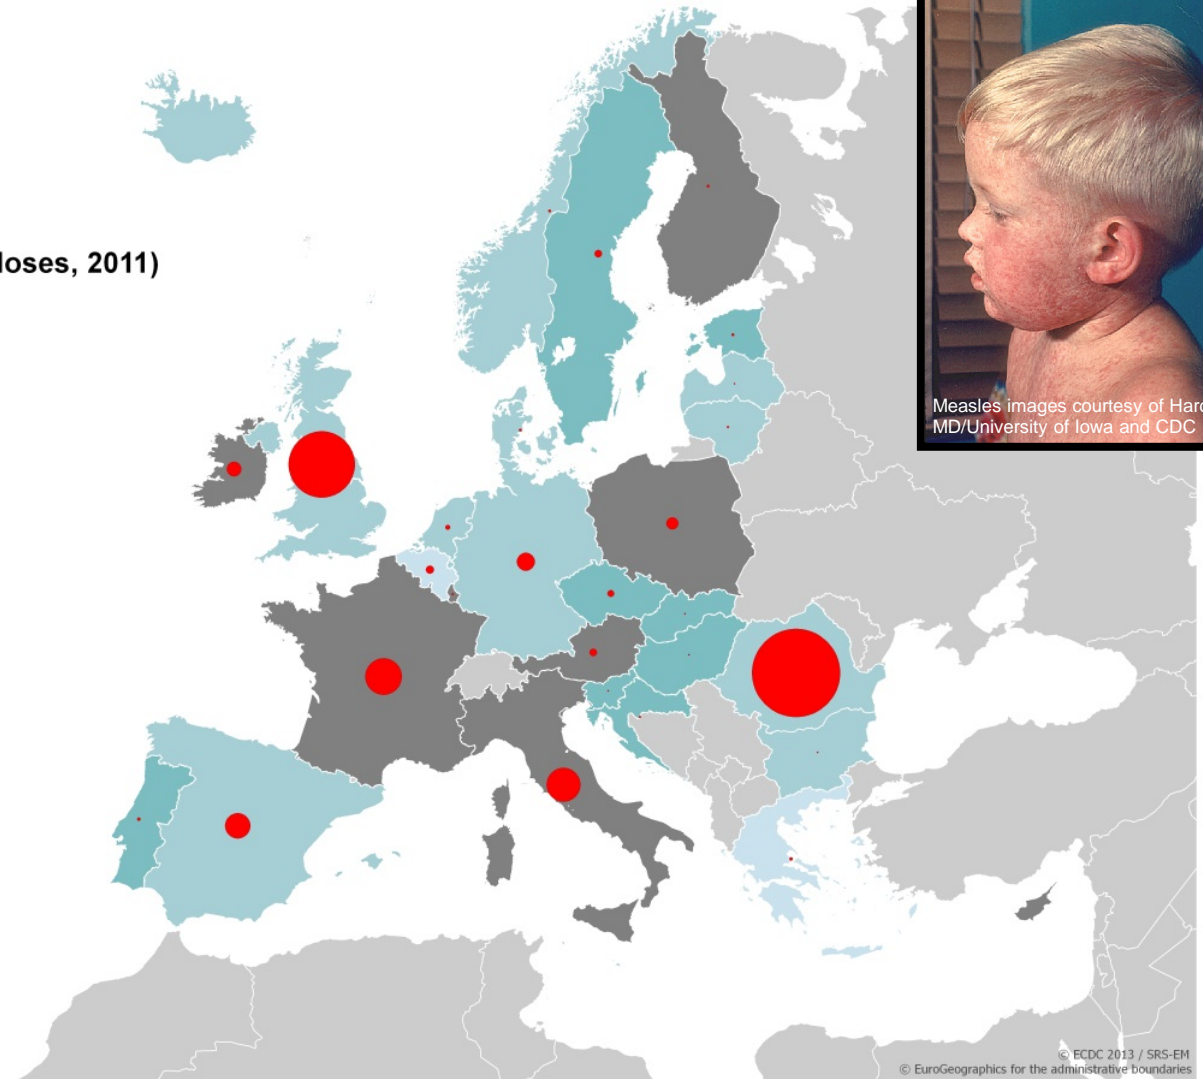 loses, 2011)
Measles images courtesy of
MD/University of Iowa and CDC
© ECDC 2013 / SRS-EM
© EuroGeographics for the administrative boundaries